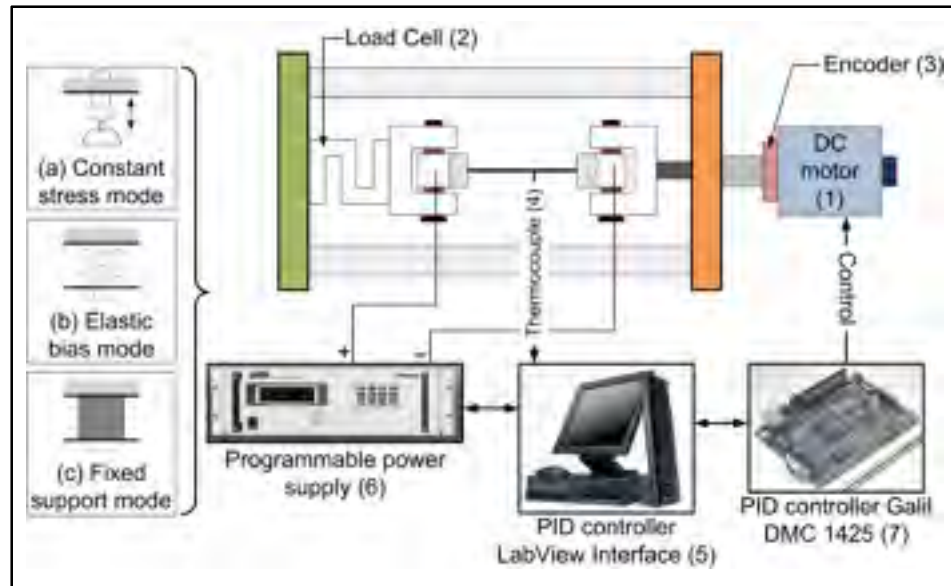 Load Cell (2)
Encoder (3)
(a) Constant
stress mode
DC
motor
(1)
Thermocouple (4)
Control
(b) Elastic
bias mode
+
-
(c) Fixed
support mode
Programmable power
supply (6)
PID controller
LabView Interface (5)
PID controller Galil
DMC 1425 (7)